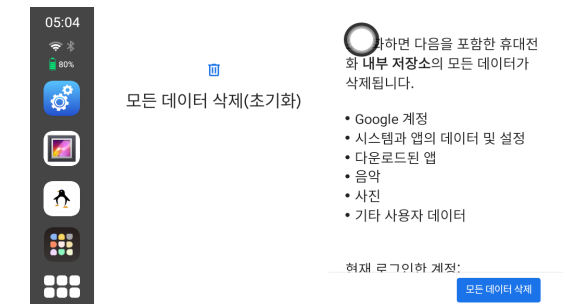 05:04
80%
모든 데이터 삭제(초기화)
화하면 다음을 포함한 휴대전
화 내부 저장소의 모든 데이터가
삭제됩니다.
• Google 계정
• 시스템과 앱의 데이터 및 설정
• 다운로드된 앱
• 음악
• 사진
• 기타 사용자 데이터
현재 로그인한 계정:
모든 데이터 삭제